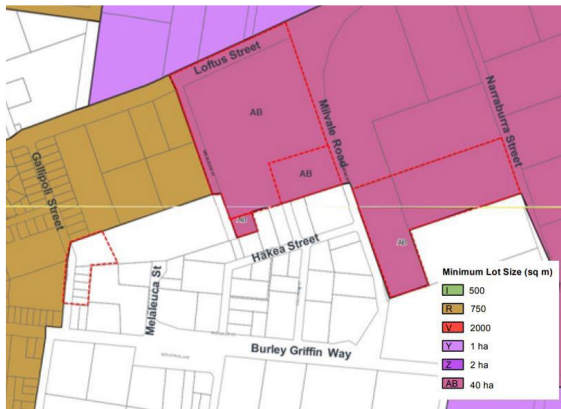 Loftus Street
AB
Milvale Road
Narraburra Street
AB
Gallipoli Street
AB
AB
Hakea Street
Melaleuca St
Burley Griffin Way
Minimum Lot Size (sq m)
I 500
R 750
V 2000
Y 1 ha
Z 2 ha
AB 40 ha